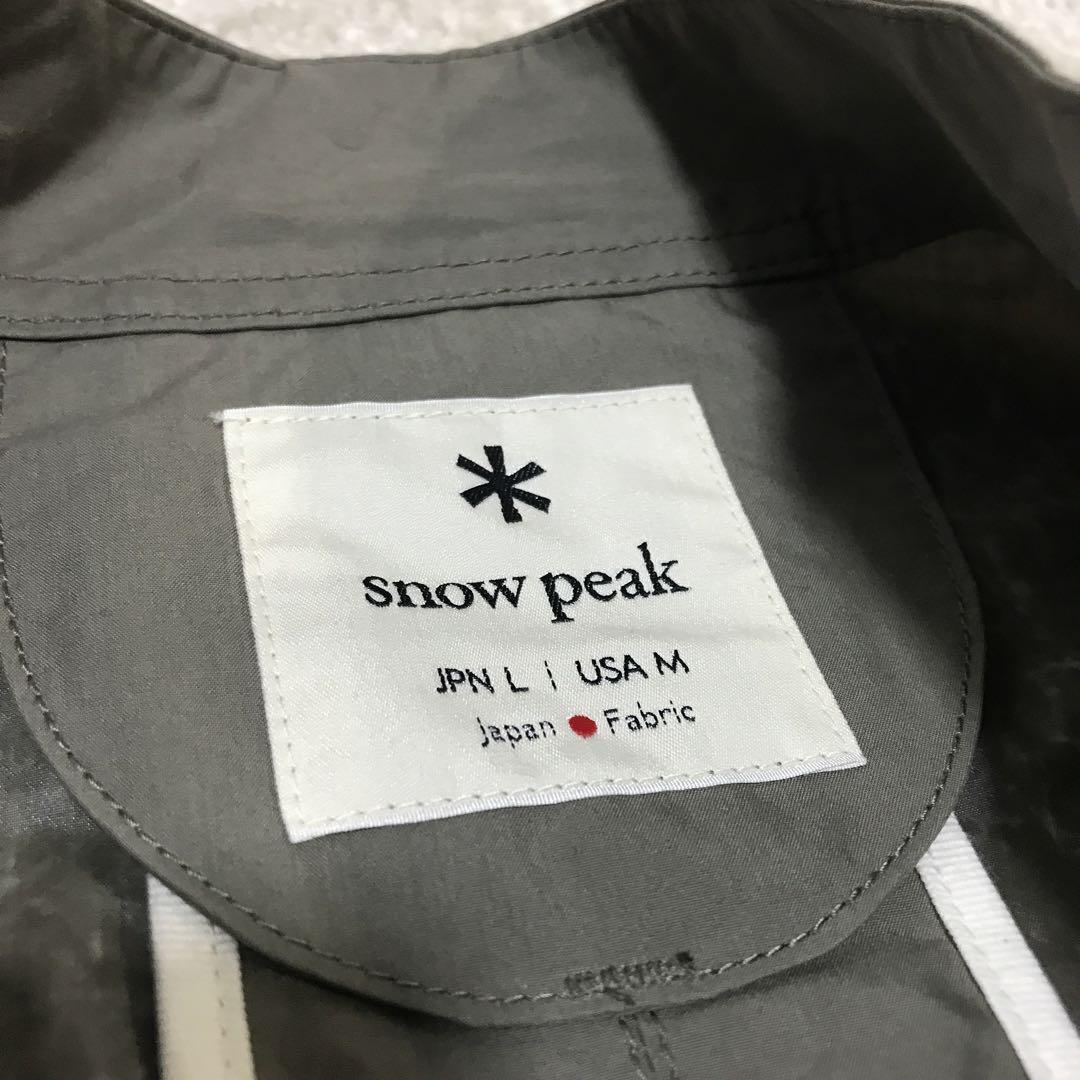 snow peak
JPN L | USA M
Japan ● Fabric